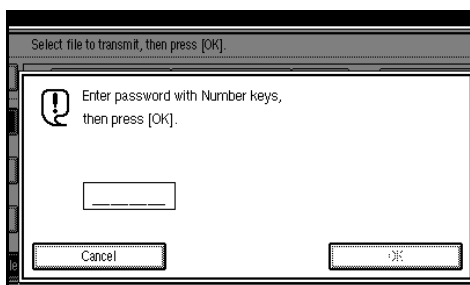 Select file to transmit, then press [OK].
Enter password with Number keys,
then press [OK].
Cancel
OK